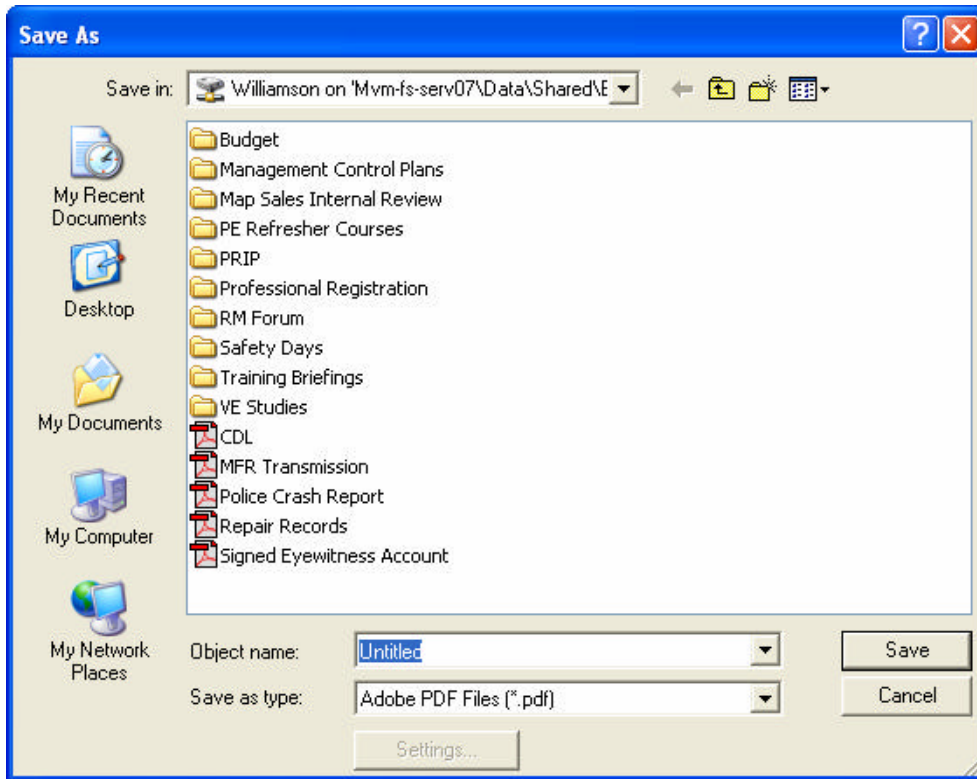 Save As
Save in:
Williamson on 'Mvm-fs-serv07\Data\Shared\E
My Recent
Documents
Desktop
My Documents
My Computer
My Network
Places
Budget
Management Control Plans
Map Sales Internal Review
PE Refresher Courses
PRIP
Professional Registration
RM Forum
Safety Days
Training Briefings
VE Studies
CDL
MFR Transmission
Police Crash Report
Repair Records
Signed Eyewitness Account
Object name:
Untitled
Save
Save as type:
Adobe PDF Files (*.pdf)
Cancel
Settings...